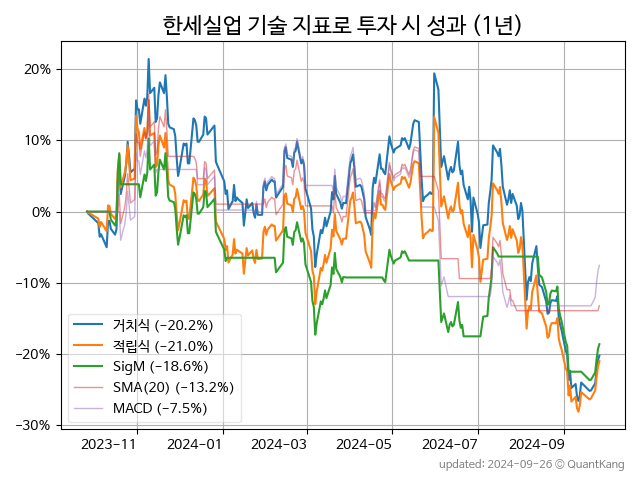 한세실업 기술 지표로 투자 시 성과 (1년)
20%
10%
0%
−10%
−20%
−30%
거치식 (−20.2%)
적립식 (−21.0%)
SigM (−18.6%)
SMA(20) (−13.2%)
MACD (−7.5%)
2023−11 2024−01 2024−03 2024−05 2024−07 2024−09
updated: 2024−09−26 ⓒ QuantKang